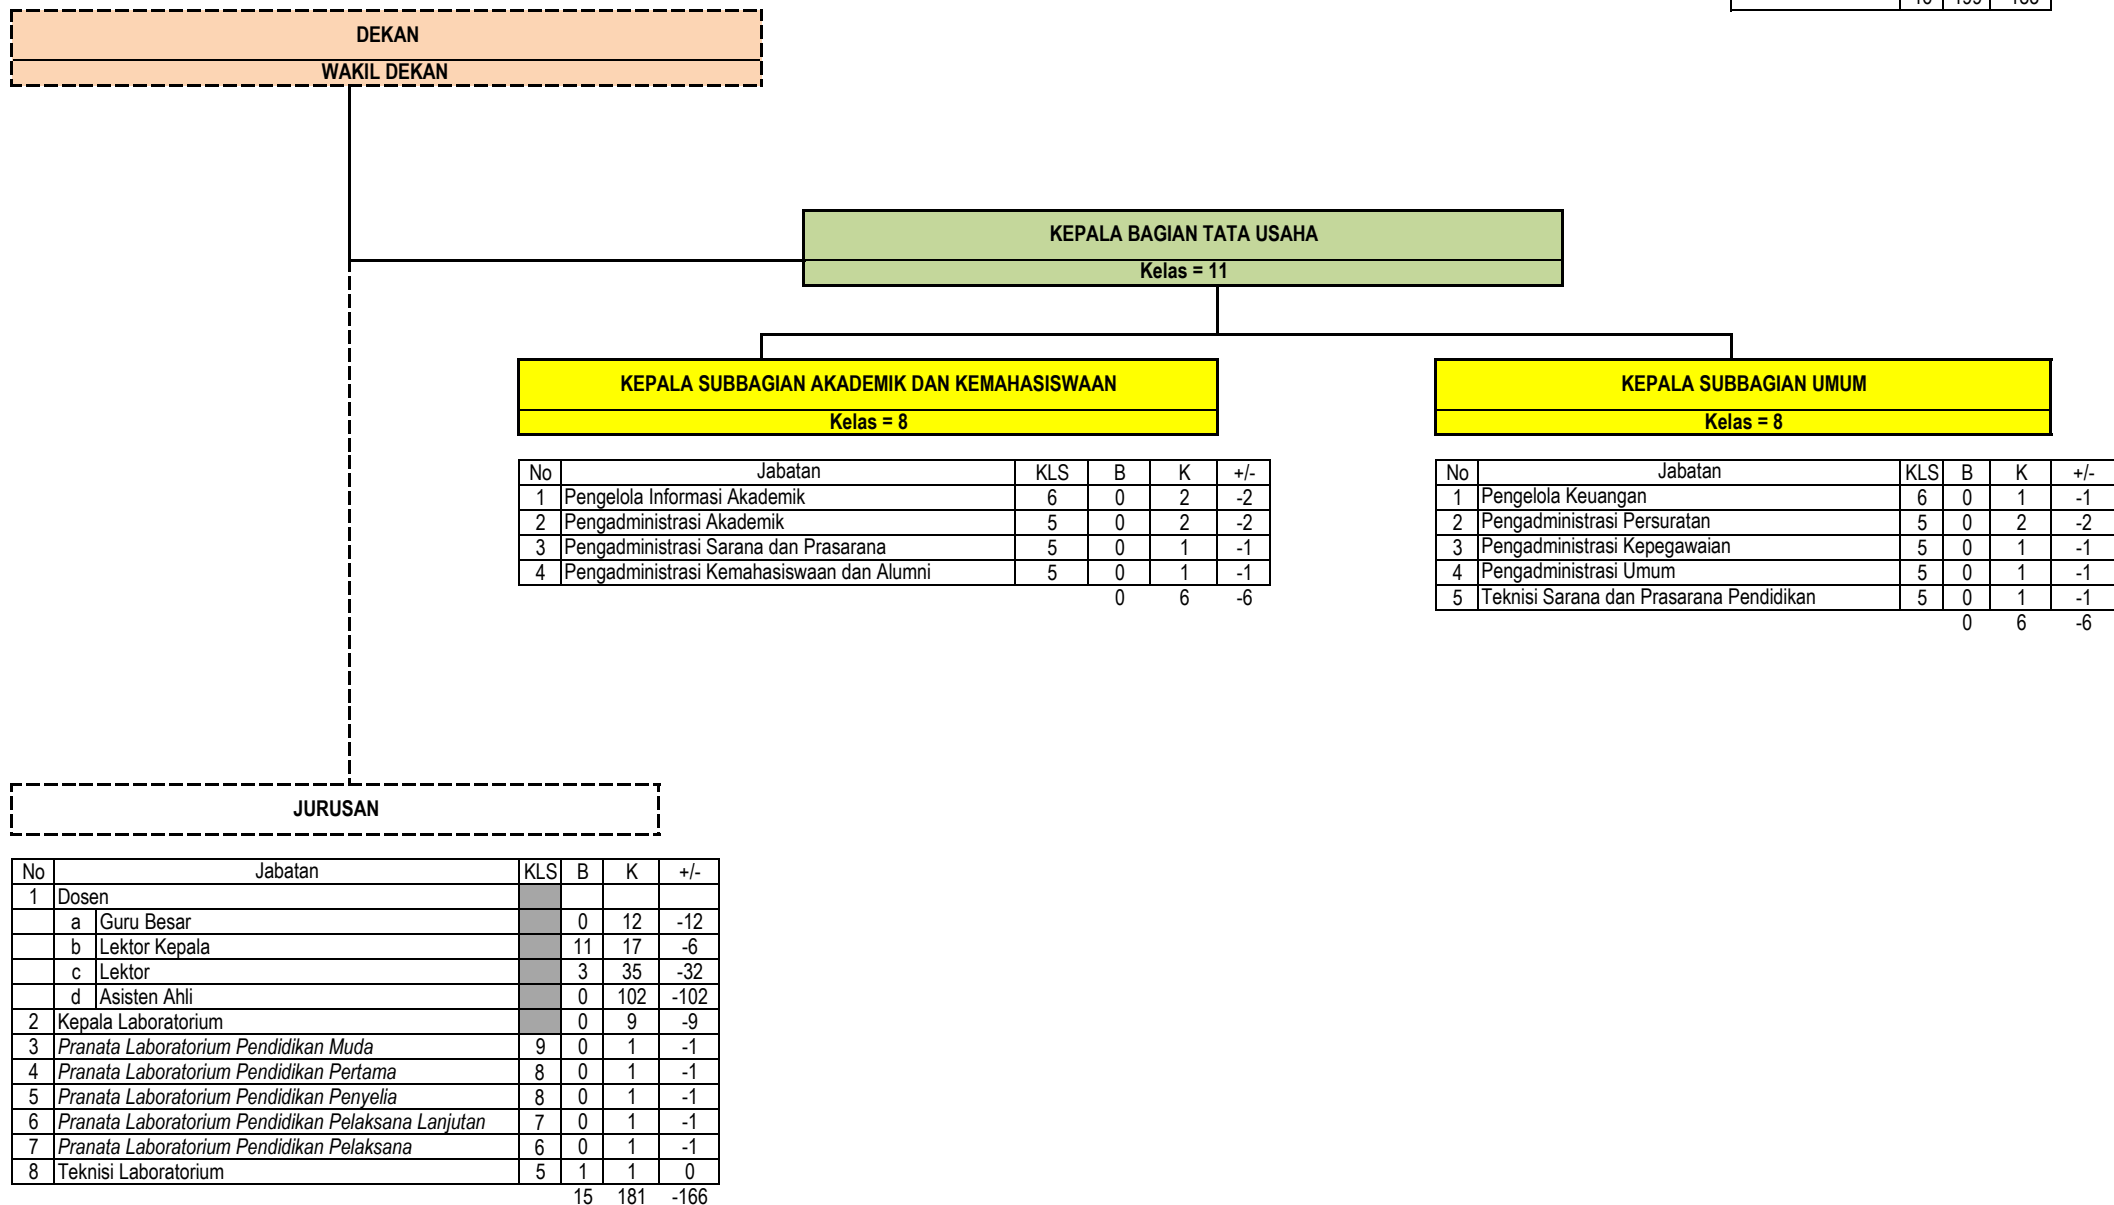 DEKAN
WAKIL DEKAN
KEPALA BAGIAN TATA USAHA
Kelas = 11
KEPALA SUBBAGIAN AKADEMIK DAN KEMAHASISWAAN
Kelas = 8
No Jabatan KLS B K +/-
1 Pengelola Informasi Akademik 6 0 2 -2
2 Pengadministrasi Akademik 5 0 2 -2
3 Pengadministrasi Sarana dan Prasarana 5 0 1 -1
4 Pengadministrasi Kemahasiswaan dan Alumni 5 0 1 -1
0 6 -6
KEPALA SUBBAGIAN UMUM
Kelas = 8
No Jabatan KLS B K +/-
1 Pengelola Keuangan 6 0 1 -1
2 Pengadministrasi Persuratan 5 0 2 -2
3 Pengadministrasi Kepegawaian 5 0 1 -1
4 Pengadministrasi Umum 5 0 1 -1
5 Teknisi Sarana dan Prasarana Pendidikan 5 0 1 -1
0 6 -6
JURUSAN
No Jabatan KLS B K +/-
1 Dosen
a Guru Besar 0 12 -12
b Lektor Kepala 11 17 -6
c Lektor 3 35 -32
d Asisten Ahli 0 102 -102
2 Kepala Laboratorium 0 9 -9
3 Pranata Laboratorium Pendidikan Muda 9 0 1 -1
4 Pranata Laboratorium Pendidikan Pertama 8 0 1 -1
5 Pranata Laboratorium Pendidikan Penyelia 8 0 1 -1
6 Pranata Laboratorium Pendidikan Pelaksana Lanjutan 7 0 1 -1
7 Pranata Laboratorium Pendidikan Pelaksana 6 0 1 -1
8 Teknisi Laboratorium 5 1 1 0
15 181 -166